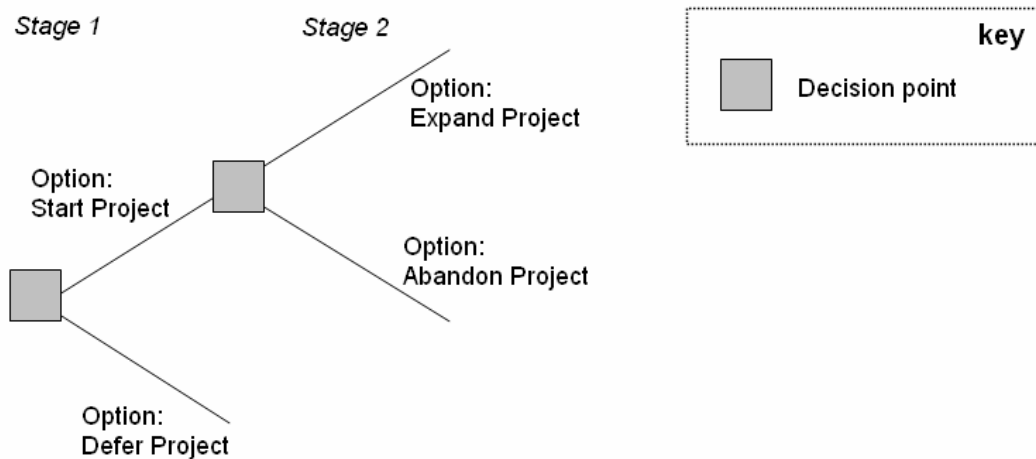 Stage 1
Stage 2
key
Decision point
Option:
Expand Project
Option:
Start Project
Option:
Abandon Project
Option:
Defer Project